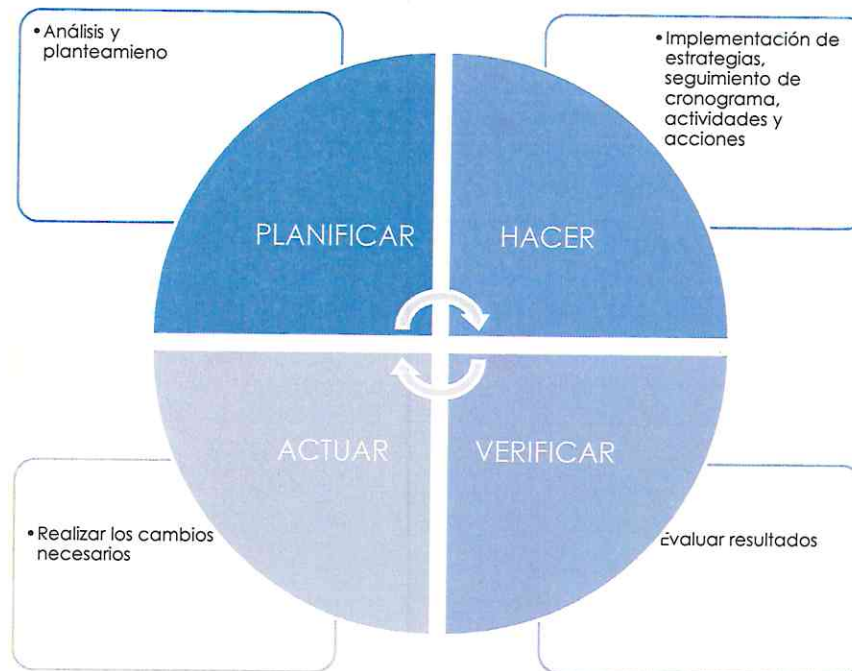 • Análisis y
planteamieno
• Implementación de
estrategias,
seguimiento de
cronograma,
actividades y
acciones
PLANIFICAR
HACER
ACTUAR
VERIFICAR
• Realizar los cambios
necesarios
Evaluar resultados